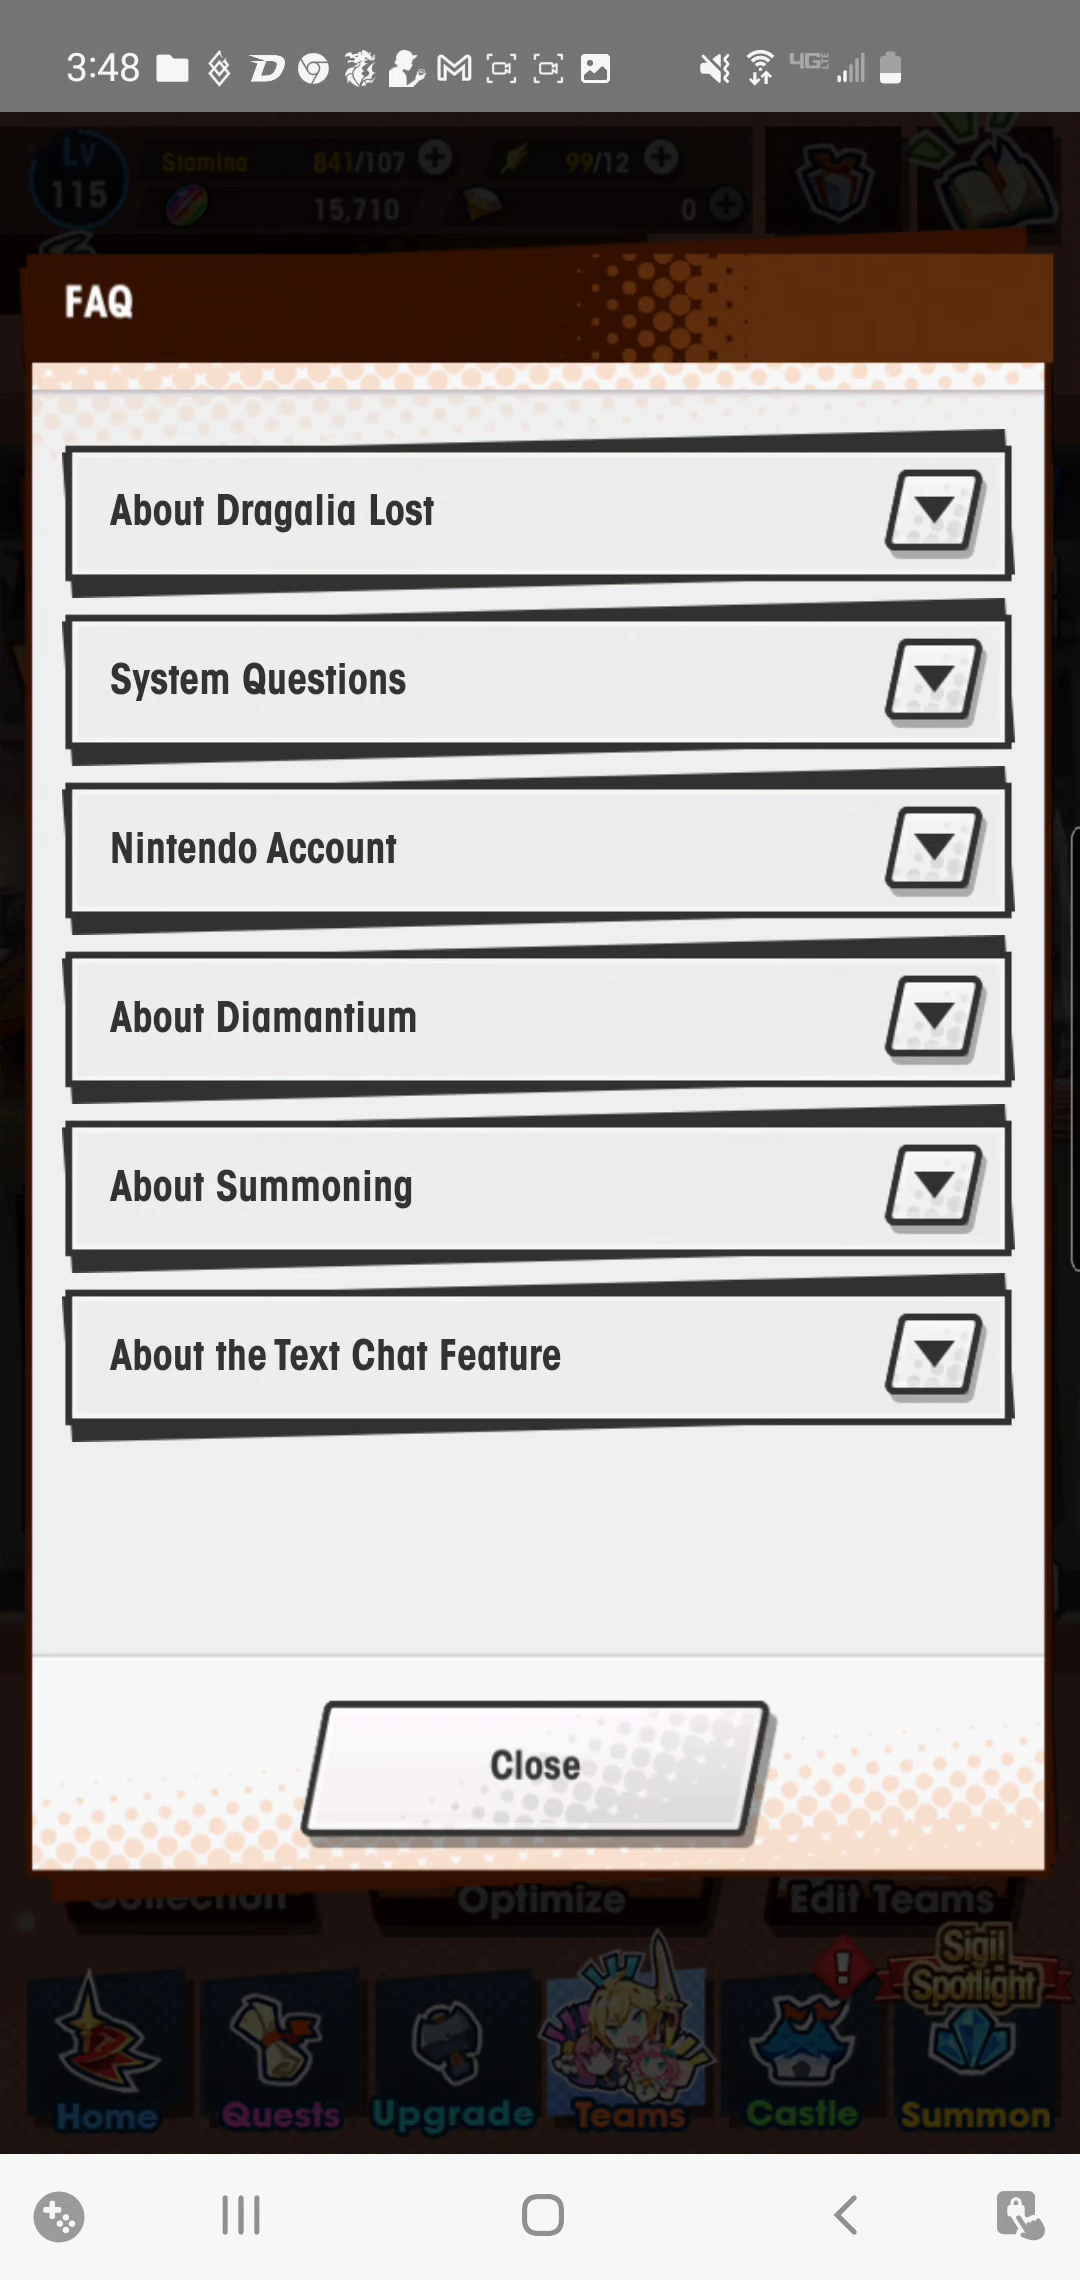 3:48 4G
LV
115
Stamina 841/107
99/12
15,710
0
FAQ
About Dragalia Lost
System Questions
Nintendo Account
About Diamantium
About Summoning
About the Text Chat Feature
Close
Collection Optimize Edit Teams
Sigil
Spotlight
Home Quests Upgrade Teams Castle Summon